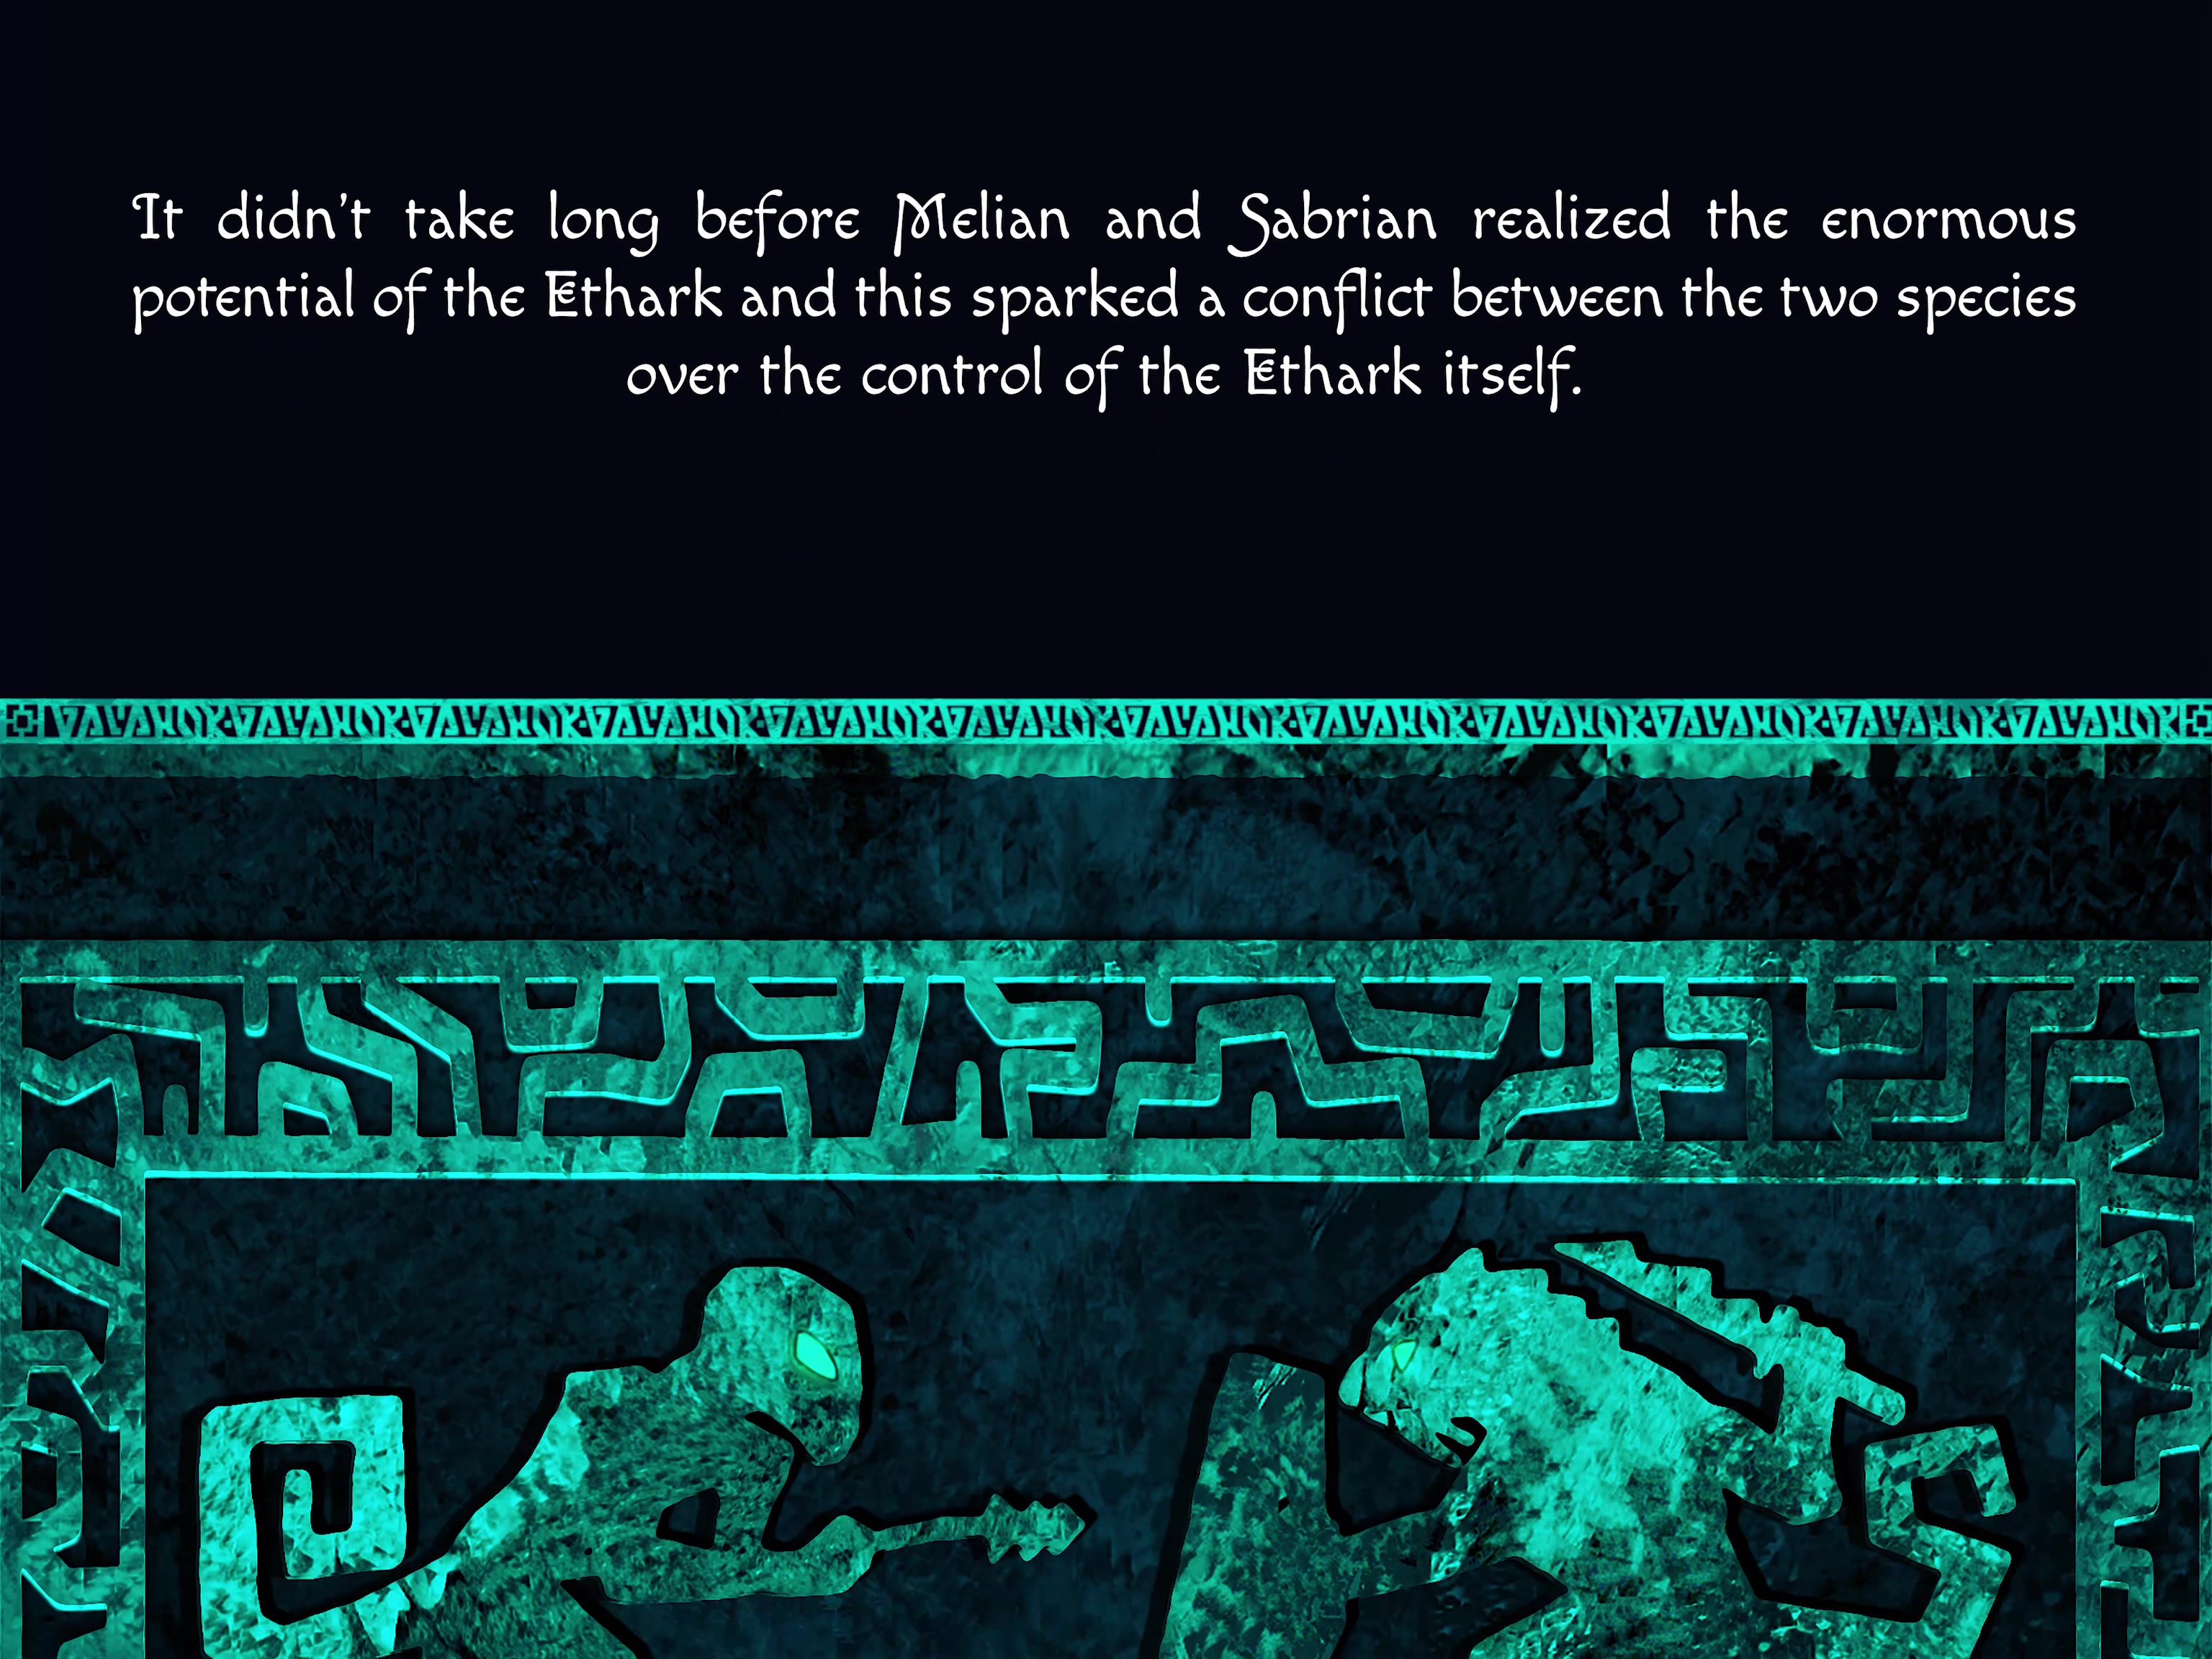 It didn't take long before Melian and Sabrian realized the enormous
potential of the Ethark and this sparked a conflict between the two species
over the control of the Ethark itself.